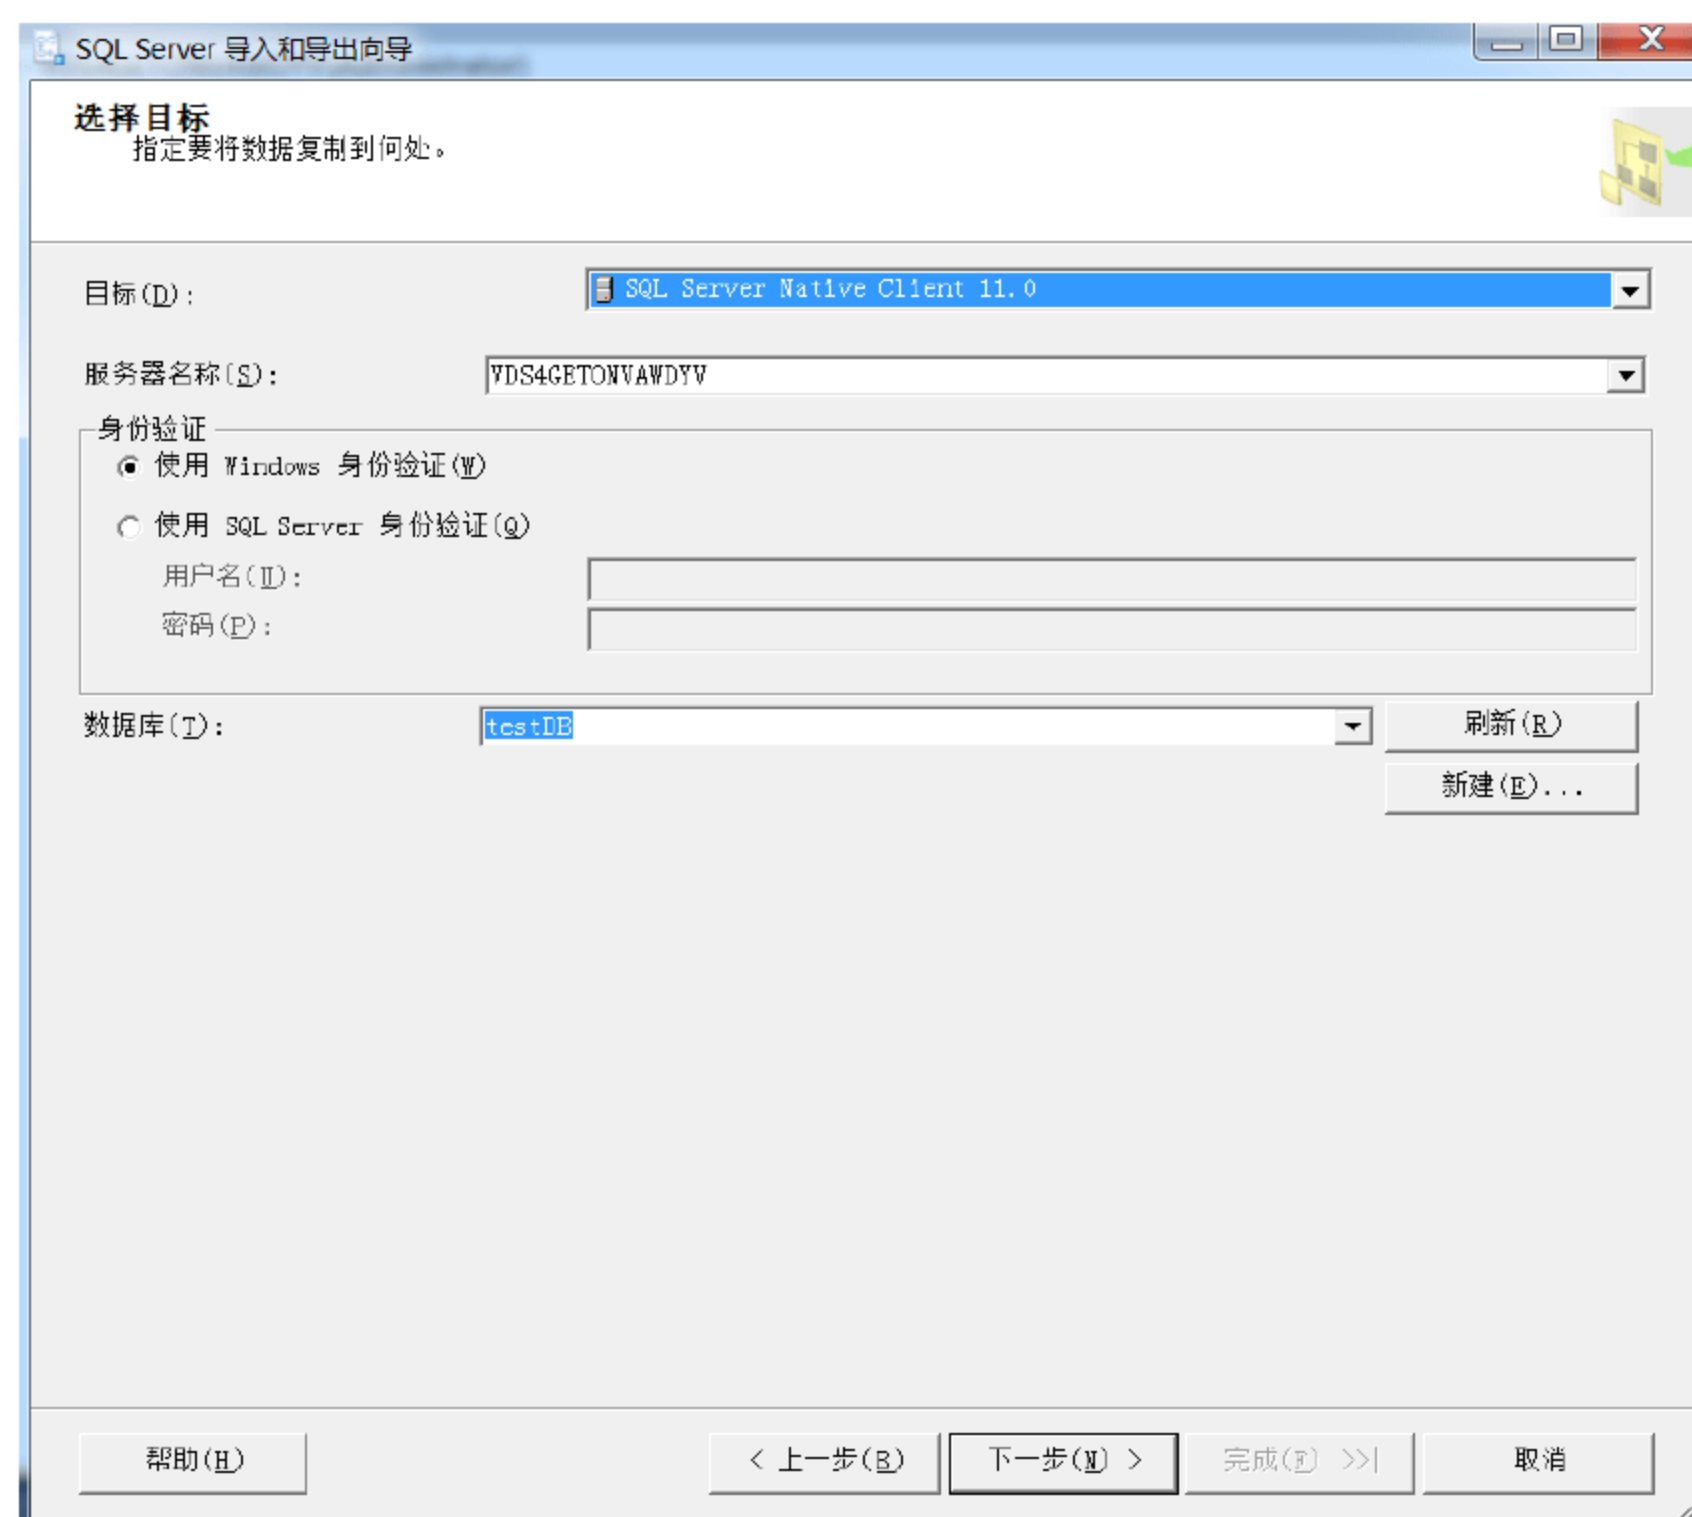 SQL Server 导入和导出向导
选择目标
指定要将数据复制到何处。
目标(D):
SQL Server Native Client 11.0
服务器名称(S):
VDS4GETONVAWDYV
身份验证
使用 Windows 身份验证(W)
使用 SQL Server 身份验证(Q)
用户名(U):
密码(P):
数据库(T):
testDB
刷新(R)
新建(E)...
帮助(H)
< 上一步(B)
下一步(N) >
完成(F) >>|
取消